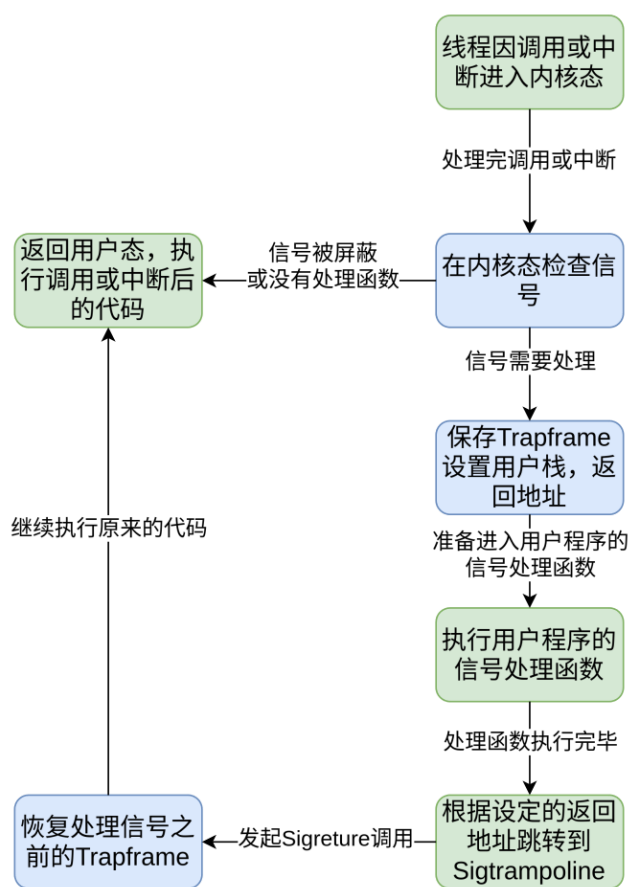 线程因调用或中
断进入内核态
处理完调用或中断
返回用户态，执
行调用或中断后
的代码
信号被屏蔽
或没有处理函数
在内核态检查信
号
信号需要处理
保存Trapframe
设置用户栈，返
回地址
继续执行原来的代码
准备进入用户程序的
信号处理函数
执行用户程序的
信号处理函数
处理函数执行完毕
恢复处理信号之
前的Trapframe
发起Sigreture调用
根据设定的返回
地址跳转到
Sigtrampoline